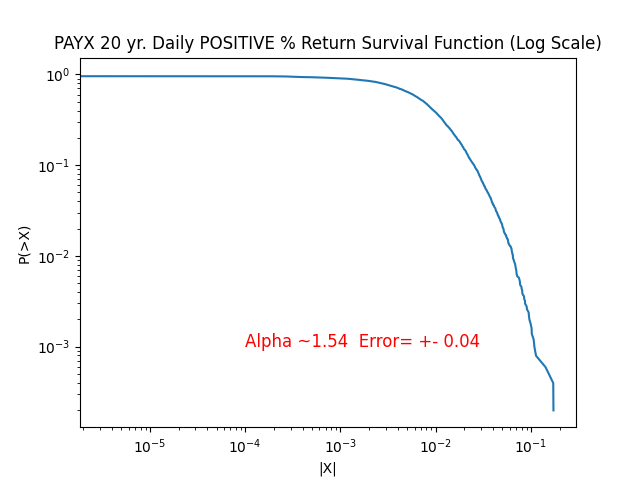 PAYX 20 yr. Daily POSITIVE % Return Survival Function (Log Scale)
10⁰
10⁻¹
10⁻²
10⁻³
P(>X)
Alpha ~1.54  Error= +- 0.04
10⁻⁵ 10⁻⁴ 10⁻³ 10⁻² 10⁻¹
|X|